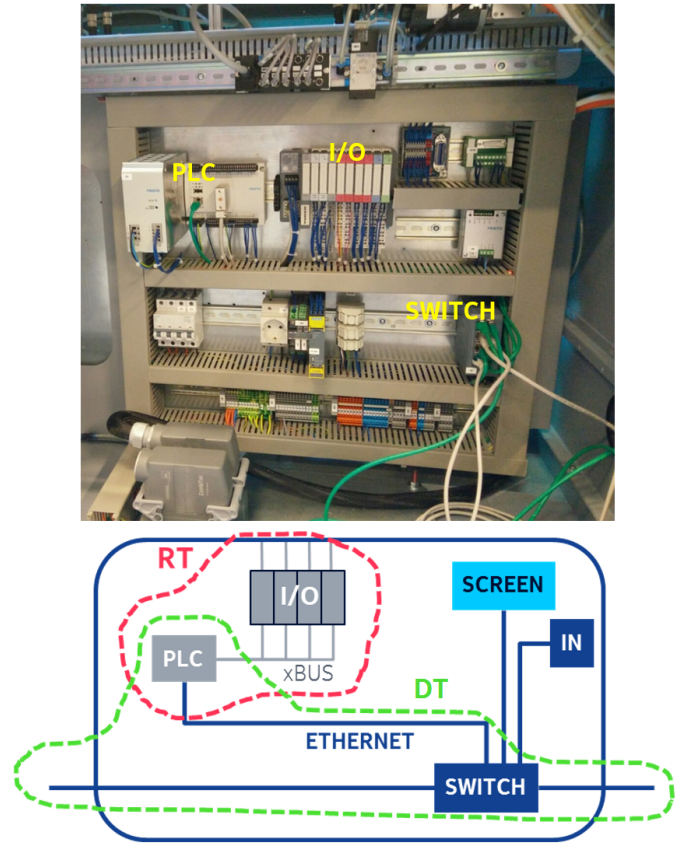 PLC
I/O
SWITCH
RT
I/O
SCREEN
IN
PLC
xBUS
DT
ETHERNET
SWITCH